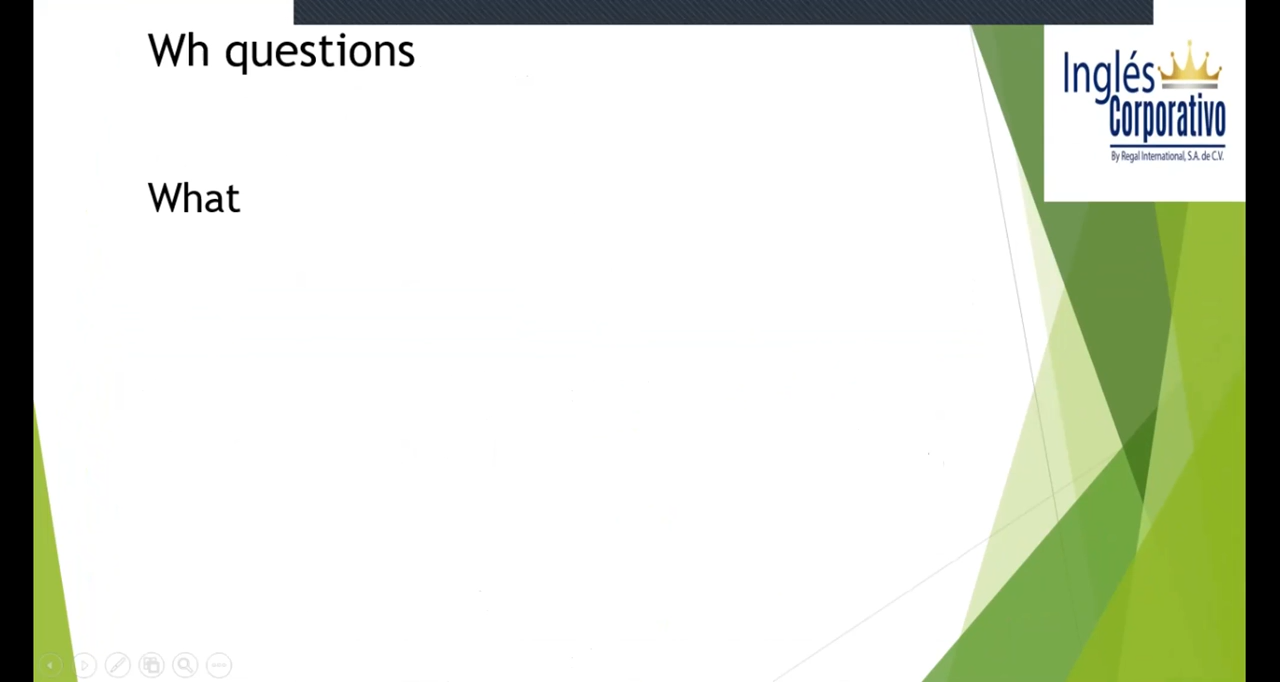 Wh questions
Inglés
Corporativo
By Regal International, S.A. de C.V.
What